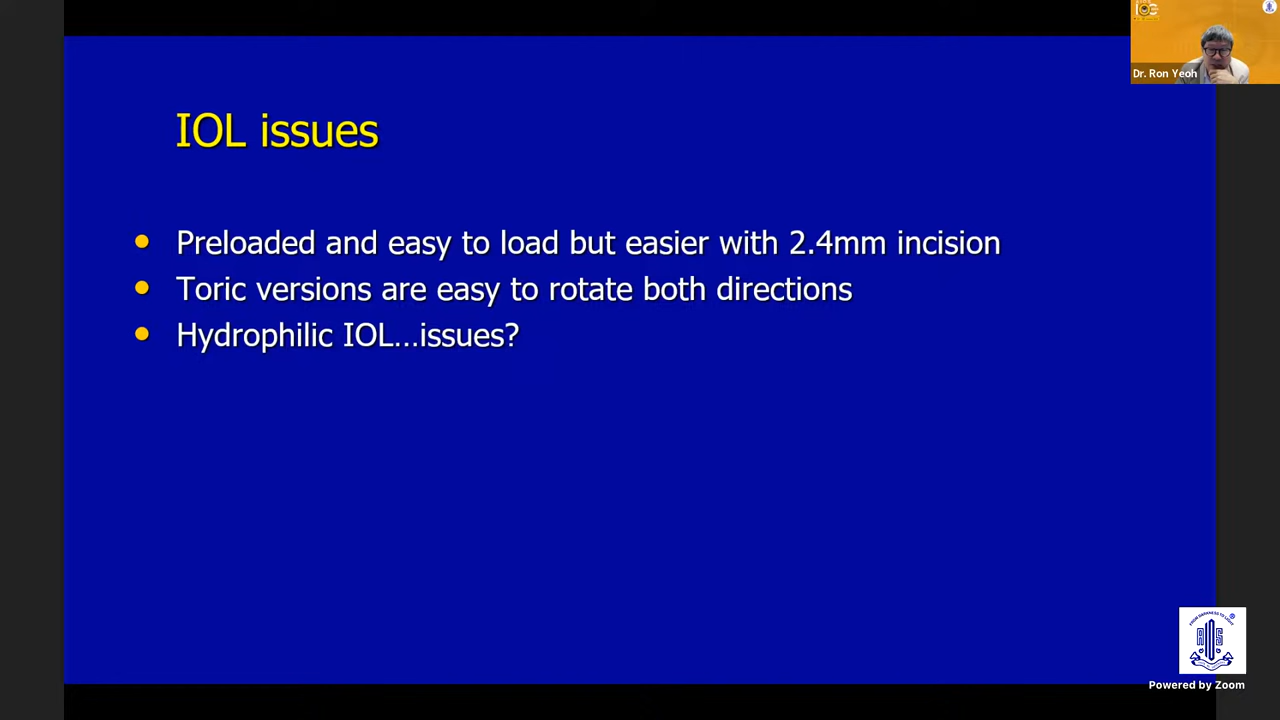 Dr. Ron Yeoh
IOL issues
Preloaded and easy to load but easier with 2.4mm incision
Toric versions are easy to rotate both directions
Hydrophilic IOL...issues?
Powered by Zoom